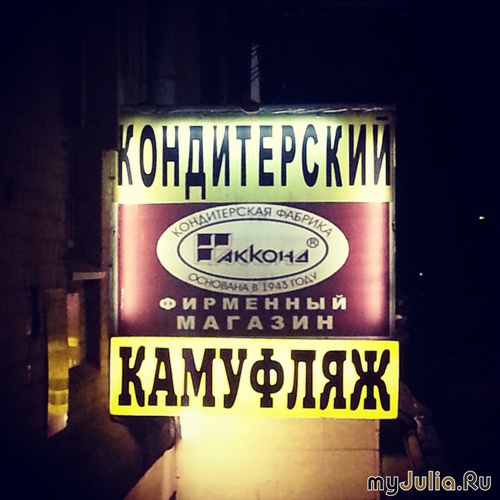 КОНДИТЕРСКИЙ
КОНДИТЕРСКАЯ ФАБРИКА
акконд®
ОСНОВАНА В 1943 ГОДУ
ФИРМЕННЫЙ
МАГАЗИН
КАМУФЛЯЖ
myJulia.Ru